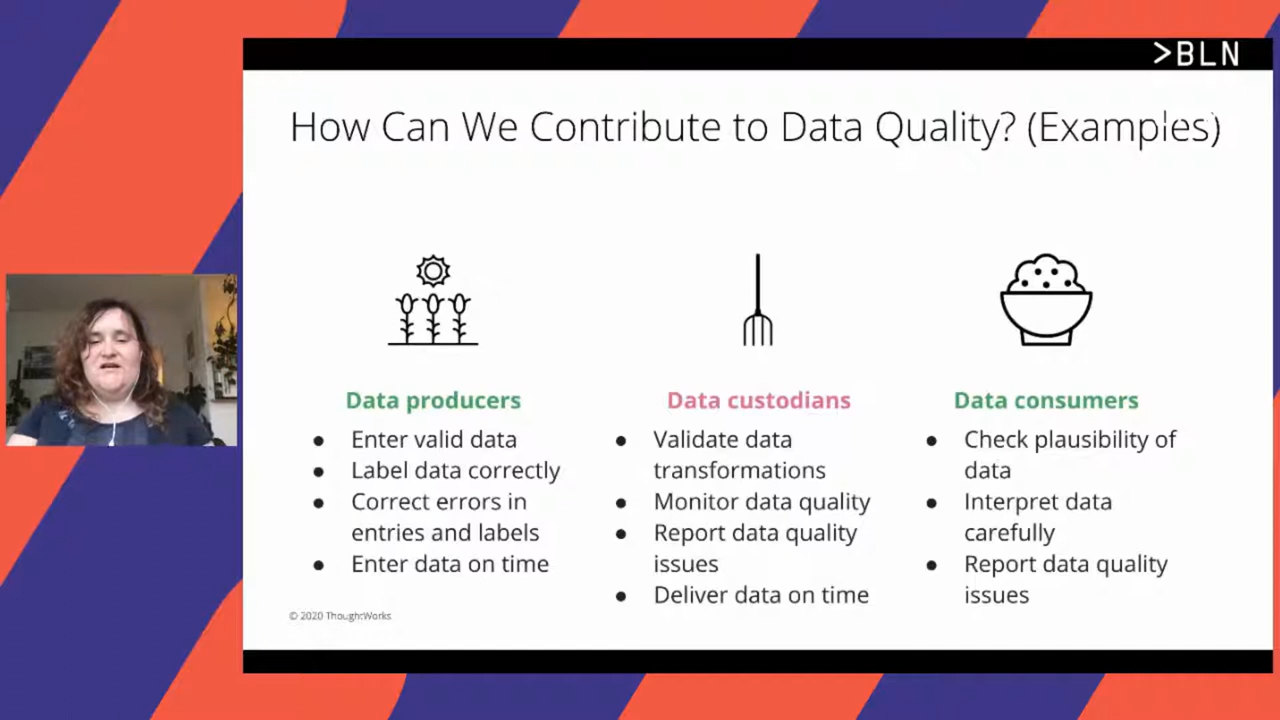 >BLN
How Can We Contribute to Data Quality? (Examples)
Data producers
● Enter valid data
● Label data correctly
● Correct errors in
entries and labels
● Enter data on time
Data custodians
● Validate data
transformations
● Monitor data quality
● Report data quality
issues
● Deliver data on time
Data consumers
● Check plausibility of
data
● Interpret data
carefully
● Report data quality
issues
© 2020 ThoughtWorks